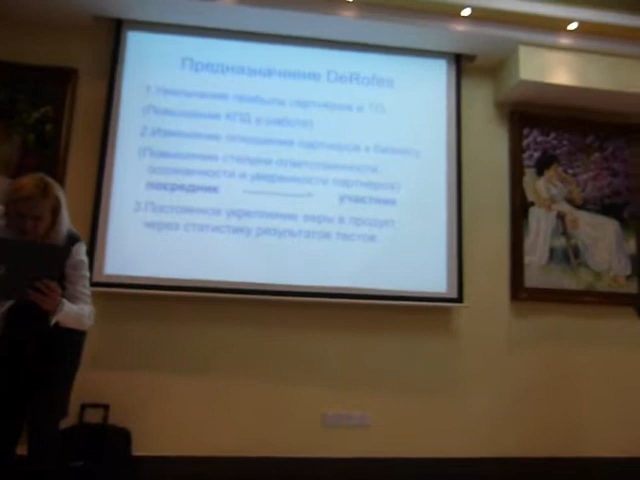 Предназначение DeRofes
1. прибыли партнеров и ТО
(Повышение КПД в работе)
2.Изменение отношения партнеров к бизнесу
(Повышение степени ответственности,
осознанности и уверенности партнеров)
посредник участник
3.Постоянное укрепление веры в продукт
через статистику результатов тестов